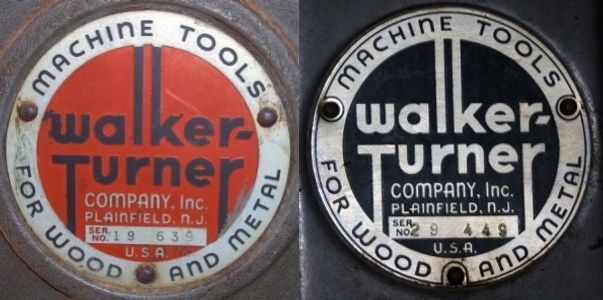 MACHINE TOOLS
walker-
Turner
COMPANY, Inc.
PLAINFIELD, N.J.
SER. NO. 19 639
U.S.A.
FOR WOOD AND METAL
MACHINE TOOLS
walker-
Turner
COMPANY, Inc.
PLAINFIELD, N.J.
SER. NO. 29 449
U.S.A.
FOR WOOD AND METAL